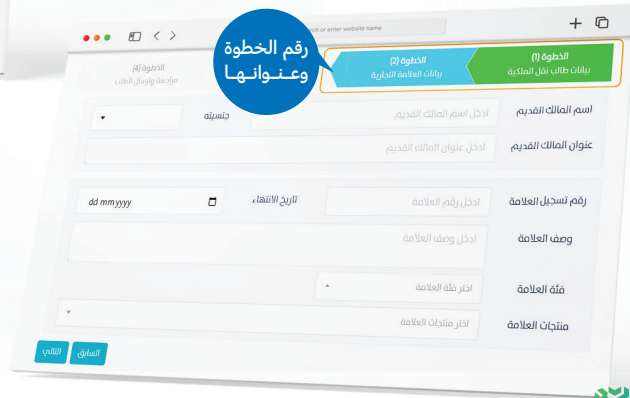 or enter website name
رقم الخطوة
وعـنـوانـهـا
الخطوة (1)
بيانات طالب نقل الملكية
الخطوة (2)
بيانات العلامة التجارية
الخطوة (4)
مراجعة وإرسال الطلب
اسم المالك القديم
ادخل اسم المالك القديم
جنسيته
عنوان المالك القديم
ادخل عنوان المالك القديم
رقم تسجيل العلامة
ادخل رقم العلامة
تاريخ الانتهاء
dd mm yyyy
وصف العلامة
ادخل وصف العلامة
فئة العلامة
اختر فئة العلامة
منتجات العلامة
اختر منتجات العلامة
السابق
التالي